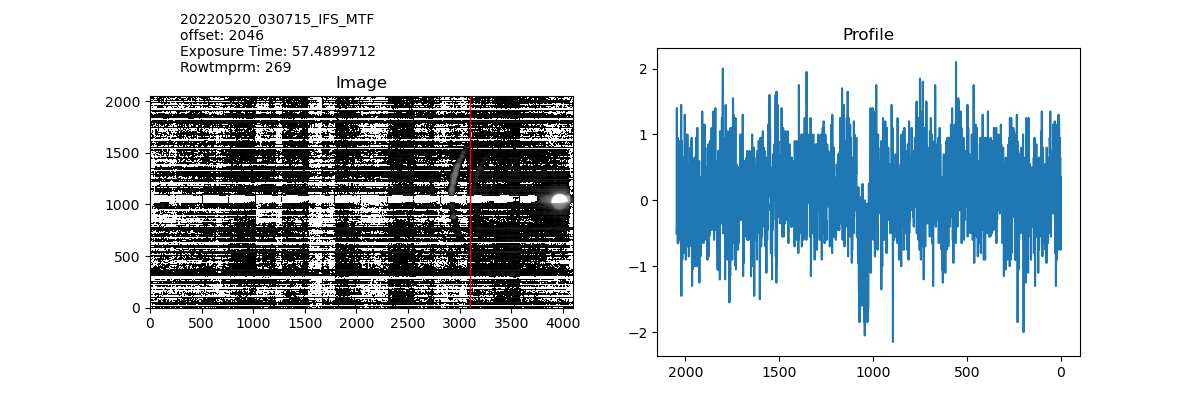 20220520_030715_IFS_MTF
offset: 2046
Exposure Time: 57.4899712
Rowtmprm: 269
Image
2000
1500
1000
500
0
0 500 1000 1500 2000 2500 3000 3500 4000
Profile
2
1
0
−1
−2
2000 1500 1000 500 0